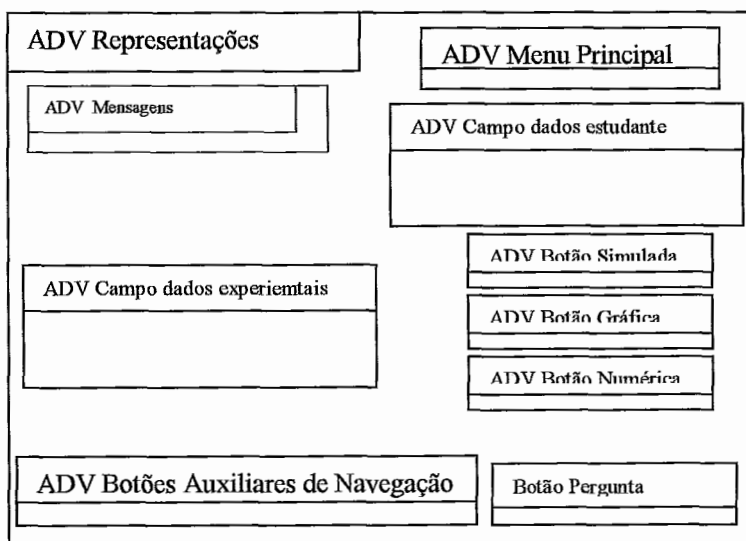 ADV Representações
ADV Menu Principal
ADV Mensagens
ADV Campo dados estudante
ADV Botão Simulada
ADV Campo dados experiemtais
ADV Botão Gráfica
ADV Botão Numérica
ADV Botões Auxiliares de Navegação
Botão Pergunta